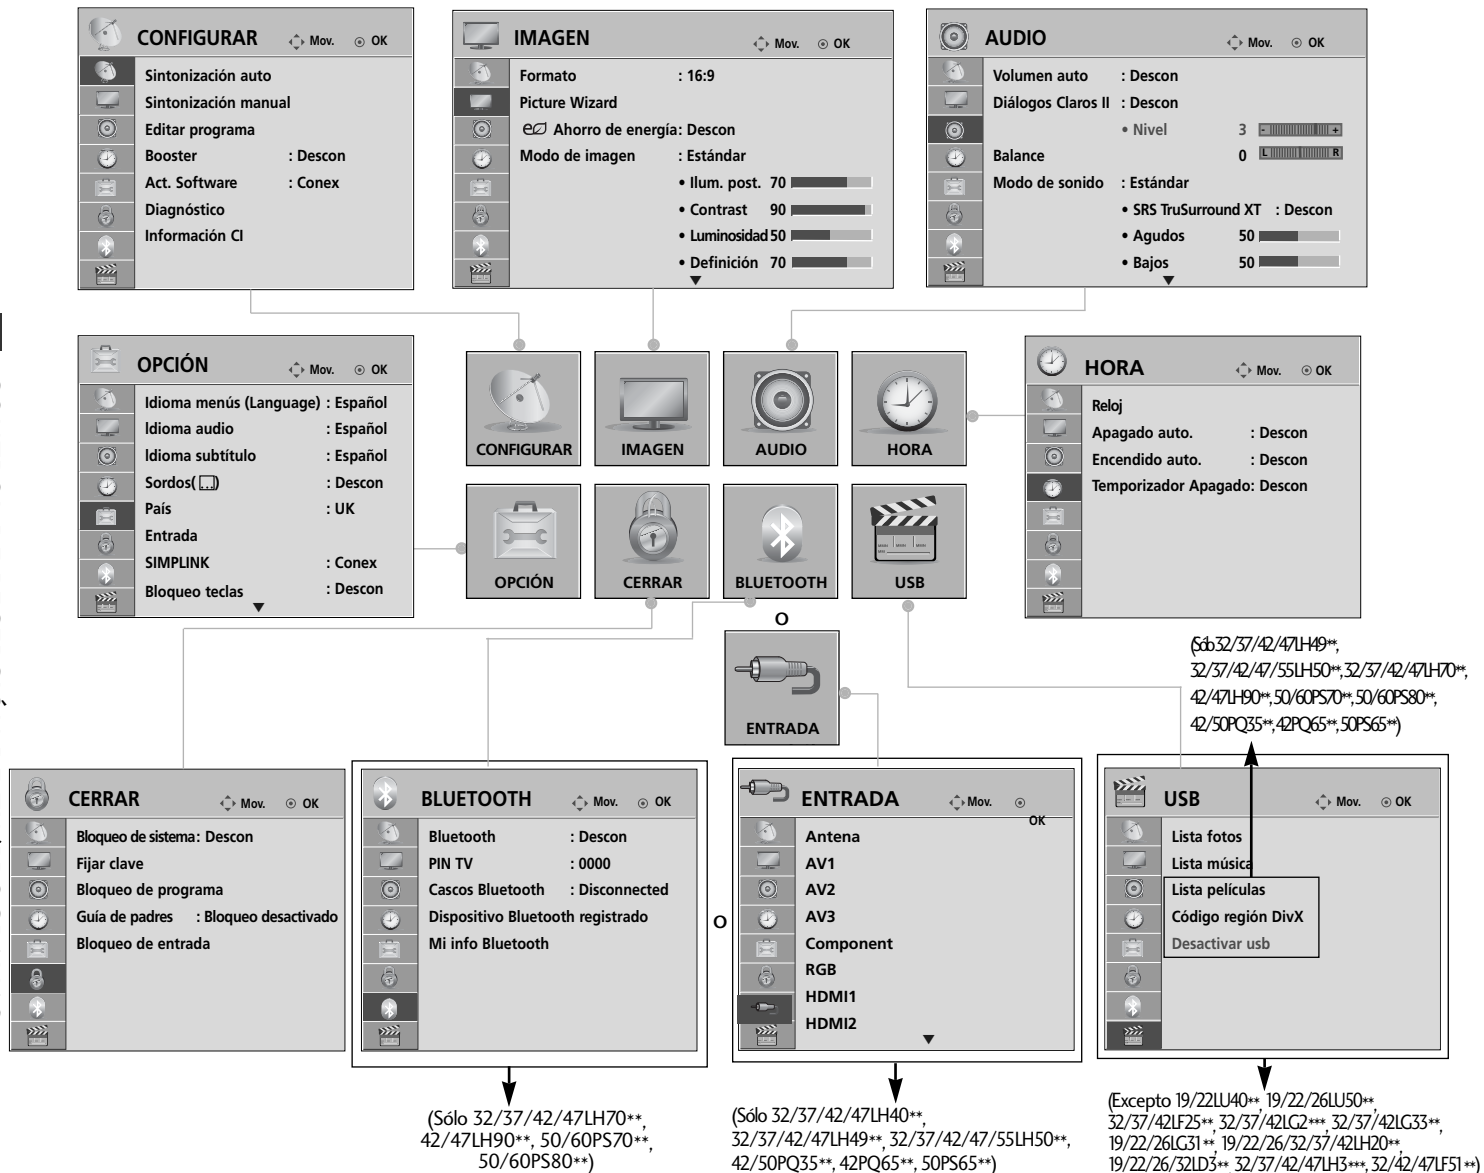 CONFIGURAR Mov. OK
Sintonización auto
Sintonización manual
Editar programa
Booster : Descon
Act. Software : Conex
Diagnóstico
Información CI
IMAGEN Mov. OK
Formato : 16:9
Picture Wizard
Ahorro de energía: Descon
Modo de imagen : Estándar
• Ilum. post. 70
• Contrast 90
• Luminosidad 50
• Definición 70
AUDIO Mov. OK
Volumen auto : Descon
Diálogos Claros II : Descon
• Nivel 3 - +
Balance 0 L R
Modo de sonido : Estándar
• SRS TruSurround XT : Descon
• Agudos 50
• Bajos 50
OPCIÓN Mov. OK
Idioma menús (Language) : Español
Idioma audio : Español
Idioma subtítulo : Español
Sordos( ) : Descon
País : UK
Entrada
SIMPLINK : Conex
Bloqueo teclas : Descon
CONFIGURAR
IMAGEN
AUDIO
HORA
OPCIÓN
CERRAR
BLUETOOTH
USB
O
ENTRADA
HORA Mov. OK
Reloj
Apagado auto. : Descon
Encendido auto. : Descon
Temporizador Apagado: Descon
(Sólo 32/37/42/47LH49**,
32/37/42/47/55LH50**, 32/37/42/47LH70**,
42/47LH90**, 50/60PS70**, 50/60PS80**,
42/50PQ35**, 42PQ65**, 50PS65**)
CERRAR Mov. OK
Bloqueo de sistema: Descon
Fijar clave
Bloqueo de programa
Guía de padres : Bloqueo desactivado
Bloqueo de entrada
BLUETOOTH Mov. OK
Bluetooth : Descon
PIN TV : 0000
Cascos Bluetooth : Disconnected
Dispositivo Bluetooth registrado
Mi info Bluetooth
O
ENTRADA Mov.
OK
Antena
AV1
AV2
AV3
Component
RGB
HDMI1
HDMI2
USB Mov. OK
Lista fotos
Lista música
Lista películas
Código región DivX
Desactivar usb
(Sólo 32/37/42/47LH70**,
42/47LH90**, 50/60PS70**,
50/60PS80**)
(Sólo 32/37/42/47LH40**,
32/37/42/47LH49**, 32/37/42/47/55LH50**,
42/50PQ35**, 42PQ65**, 50PS65**)
(Excepto 19/22LU40**, 19/22/26LU50**,
32/37/42LF25**, 32/37/42LG2***, 32/37/42LG33**,
19/22/26LG31**, 19/22/26/32/37/42LH20**,
19/22/26/32LD3**, 32/37/42/47LH3***, 32/42/47LF51**)